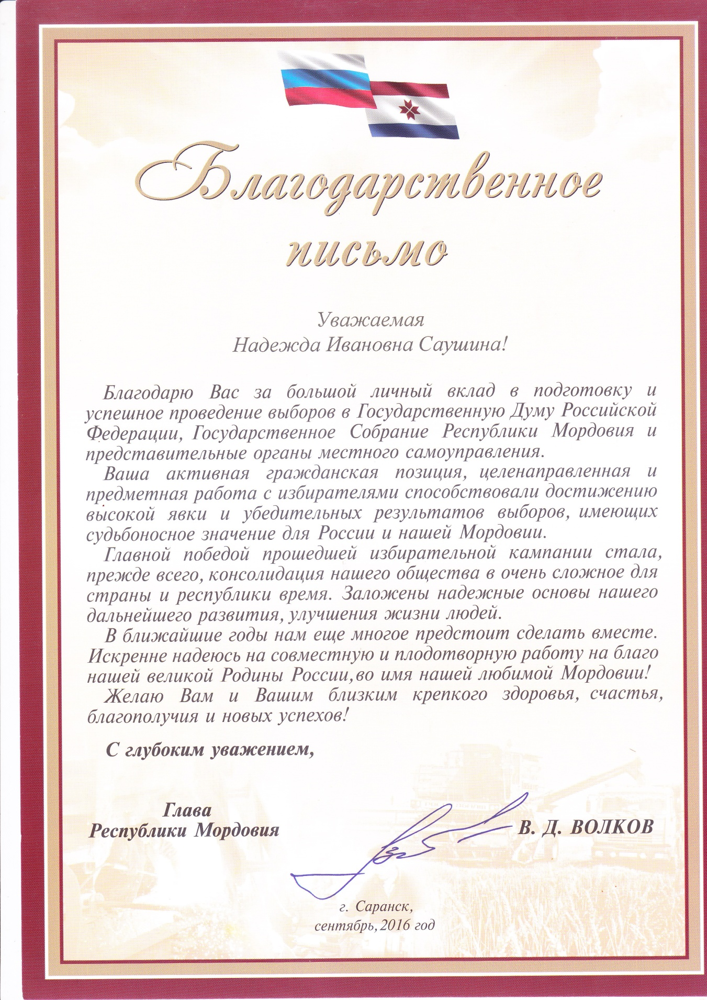 Благодарственное
письмо
Уважаемая
Надежда Ивановна Саушина!
Благодарю Вас за большой личный вклад в подготовку и
успешное проведение выборов в Государственную Думу Российской
Федерации, Государственное Собрание Республики Мордовия и
представительные органы местного самоуправления.
Ваша активная гражданская позиция, целенаправленная и
предметная работа с избирателями способствовали достижению
высокой явки и убедительных результатов выборов, имеющих
судьбоносное значение для России и нашей Мордовии.
Главной победой прошедшей избирательной кампании стала,
прежде всего, консолидация нашего общества в очень сложное для
страны и республики время. Заложены надежные основы нашего
дальнейшего развития, улучшения жизни людей.
В ближайшие годы нам еще многое предстоит сделать вместе.
Искренне надеюсь на совместную и плодотворную работу на благо
нашей великой Родины России, во имя нашей любимой Мордовии!
Желаю Вам и Вашим близким крепкого здоровья, счастья,
благополучия и новых успехов!
С глубоким уважением,
Глава
Республики Мордовия
В. Д. ВОЛКОВ
г. Саранск,
сентябрь, 2016 год